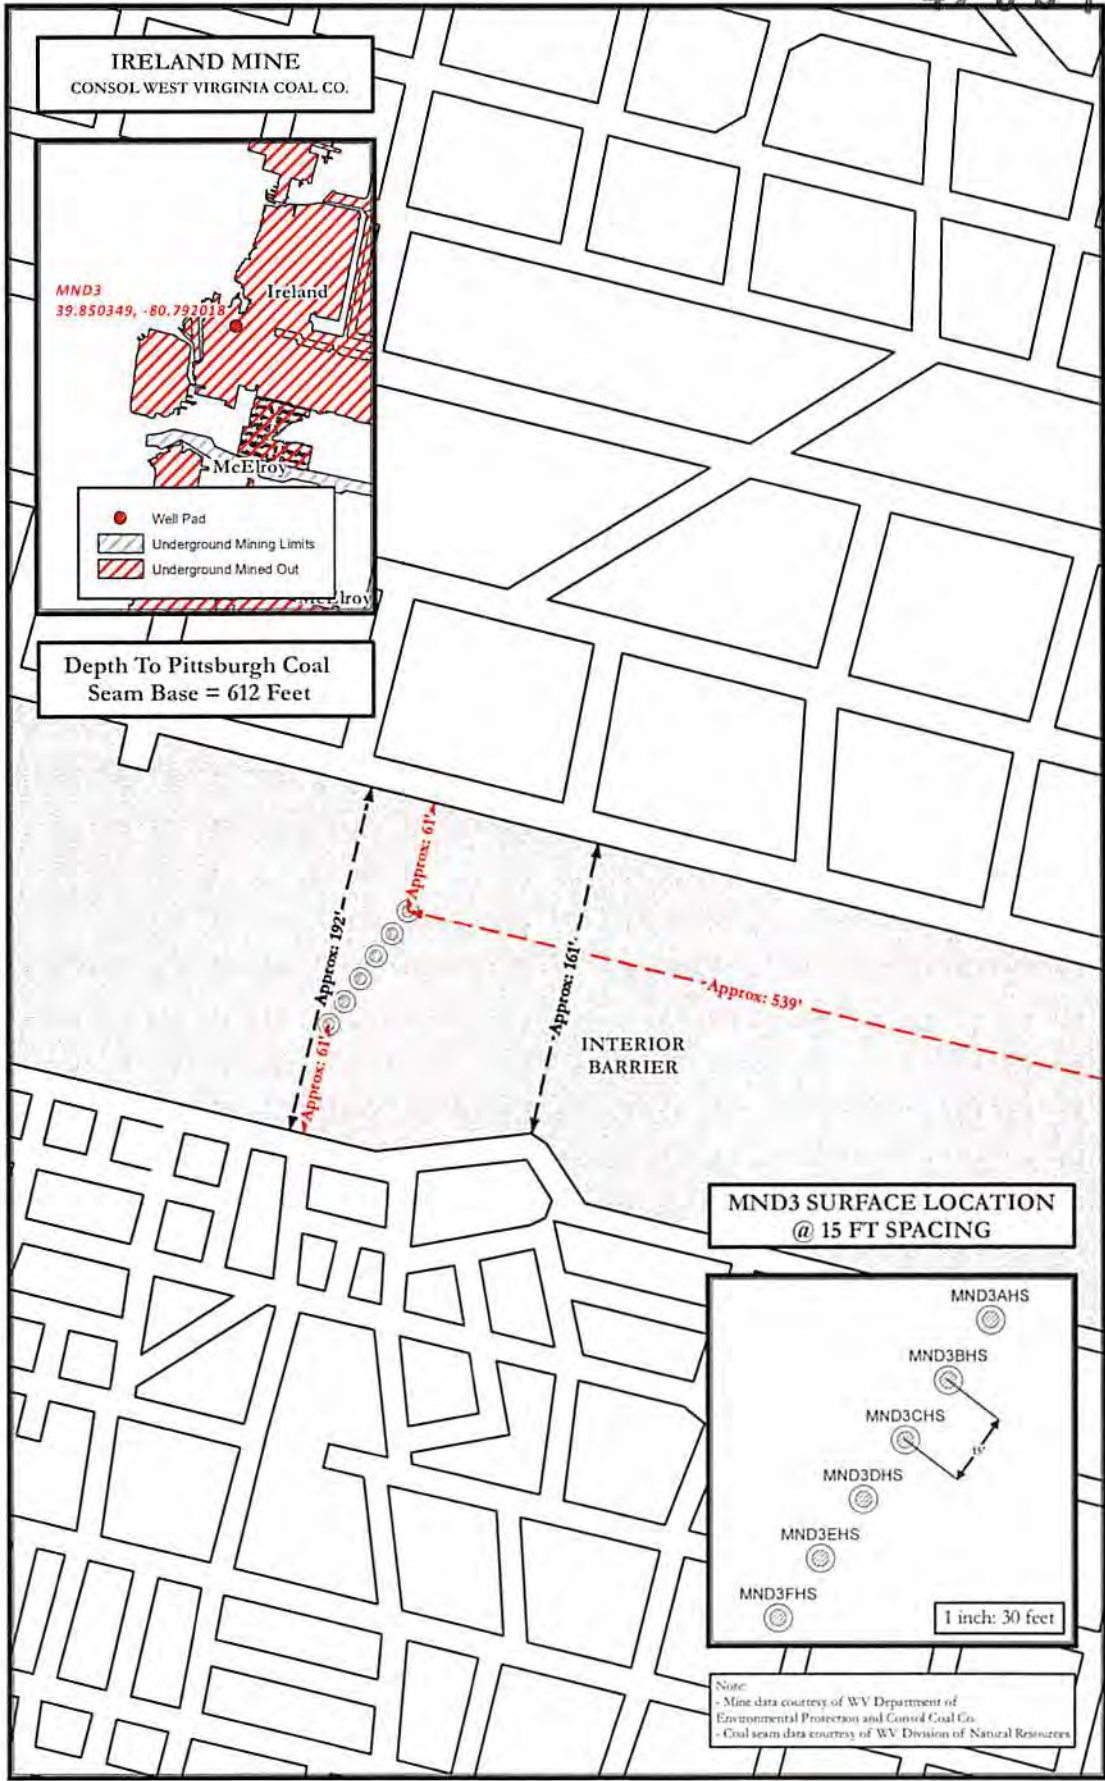 IRELAND MINE
CONSOL WEST VIRGINIA COAL CO.
MND3
39.850349, -80.792018
Ireland
McElroy
Well Pad
Underground Mining Limits
Underground Mined Out
McElroy
Depth To Pittsburgh Coal
Seam Base = 612 Feet
Approx: 61'
Approx: 192'
Approx: 161'
Approx: 539'
Approx: 61'
INTERIOR
BARRIER
MND3 SURFACE LOCATION
@ 15 FT SPACING
MND3AHS
MND3BHS
MND3CHS
15'
MND3DHS
MND3EHS
MND3FHS
1 inch: 30 feet
Note:
- Mine data courtesy of WV Department of
Environmental Protection and Consol Coal Co.
- Coal seam data courtesy of WV Division of Natural Resources